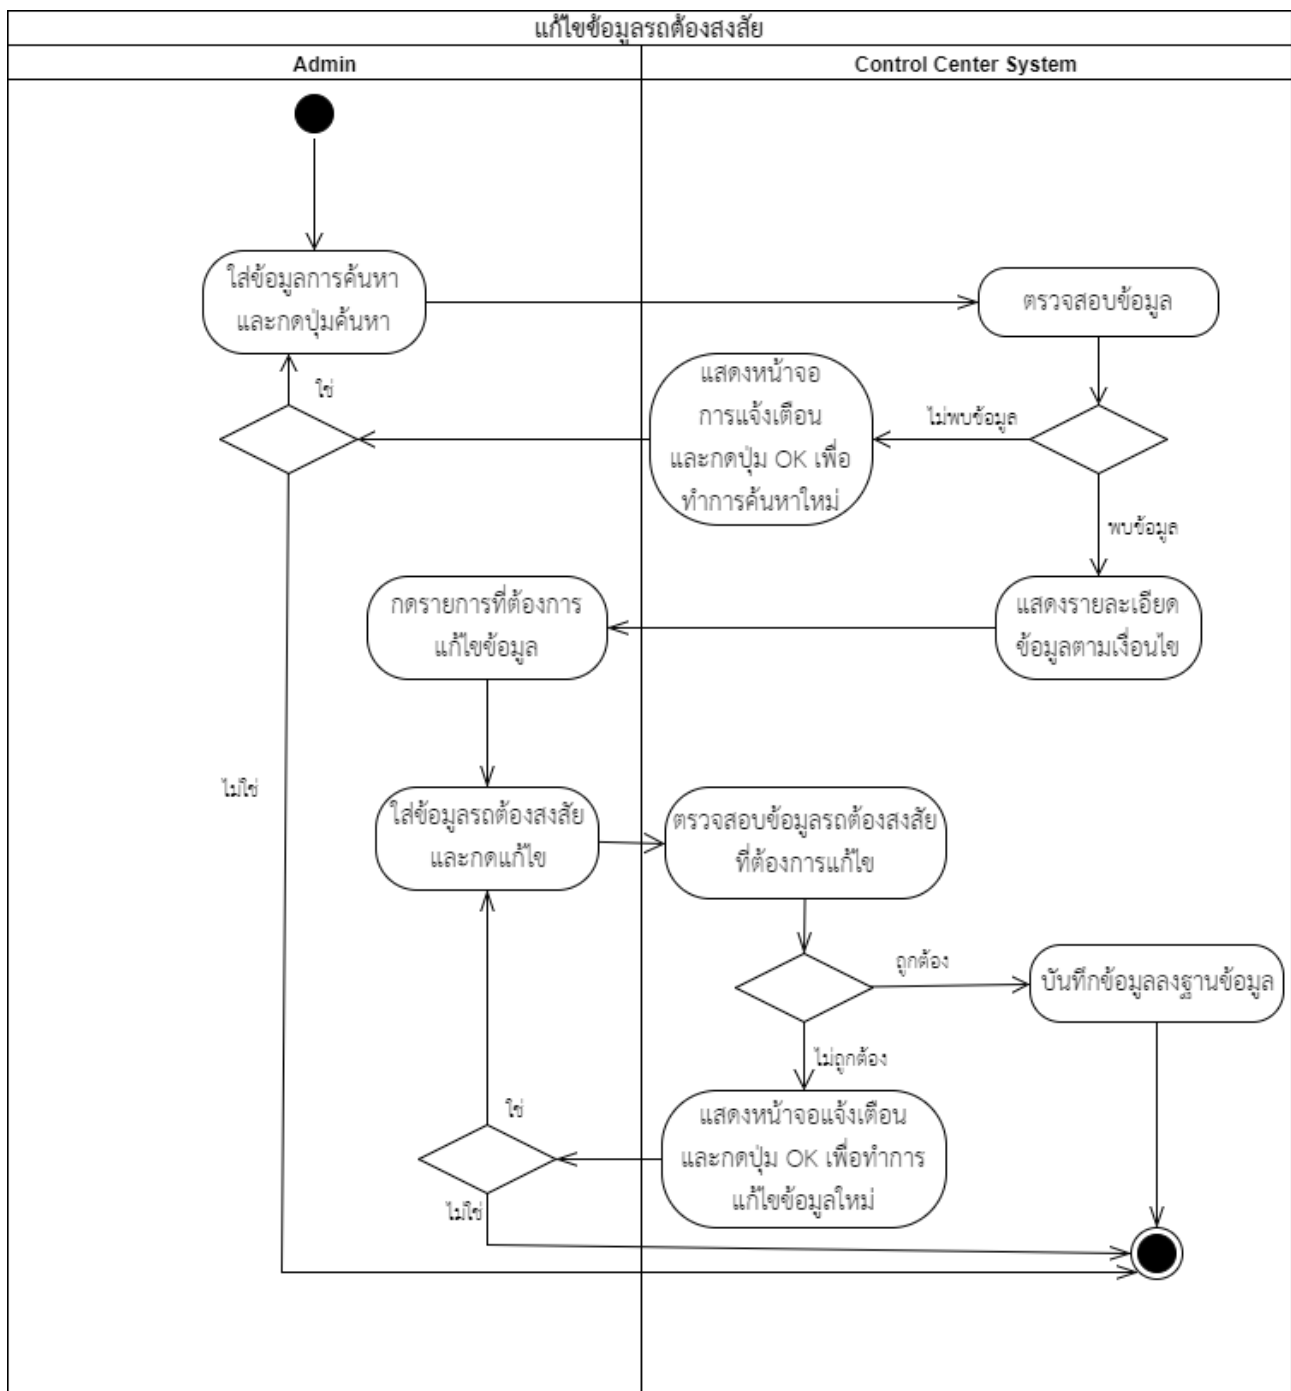 แก้ไขข้อมูลรถต้องสงสัย
Admin
Control Center System
ใส่ข้อมูลการค้นหา
และกดปุ่มค้นหา
ตรวจสอบข้อมูล
ใช่
แสดงหน้าจอ
การแจ้งเตือน
และกดปุ่ม OK เพื่อ
ทำการค้นหาใหม่
ไม่พบข้อมูล
พบข้อมูล
กดรายการที่ต้องการ
แก้ไขข้อมูล
แสดงรายละเอียด
ข้อมูลตามเงื่อนไข
ไม่ใช่
ใส่ข้อมูลรถต้องสงสัย
และกดแก้ไข
ตรวจสอบข้อมูลรถต้องสงสัย
ที่ต้องการแก้ไข
ถูกต้อง
บันทึกข้อมูลลงฐานข้อมูล
ไม่ถูกต้อง
ใช่
แสดงหน้าจอแจ้งเตือน
และกดปุ่ม OK เพื่อทำการ
แก้ไขข้อมูลใหม่
ไม่ใช่